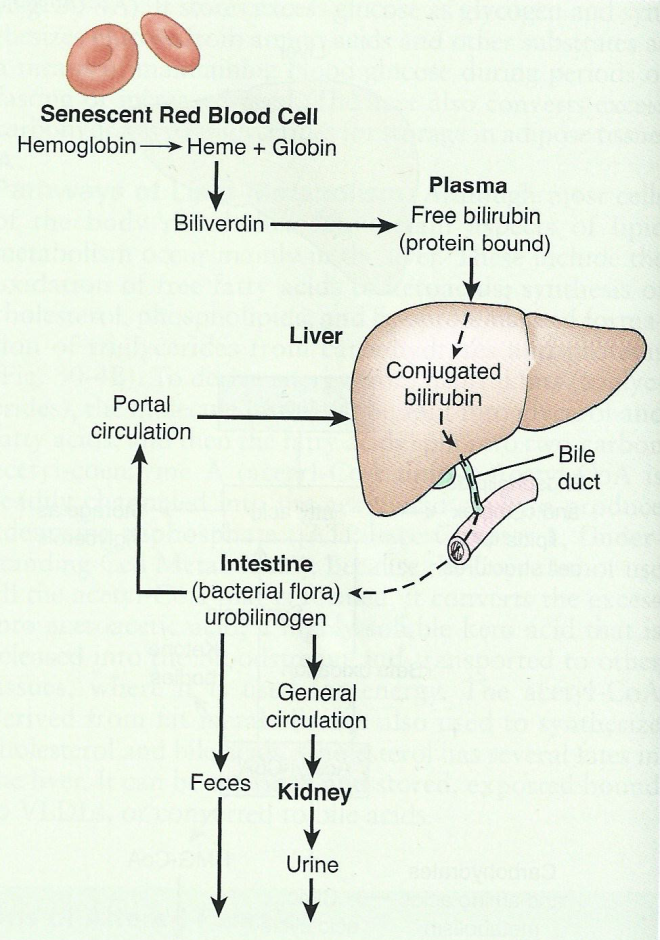 Senescent Red Blood Cell
Hemoglobin → Heme + Globin
Biliverdin
Plasma
Free bilirubin
(protein bound)
Liver
Conjugated
bilirubin
Portal
circulation
Bile
duct
Intestine
(bacterial flora)
urobilinogen
General
circulation
Feces
Kidney
Urine